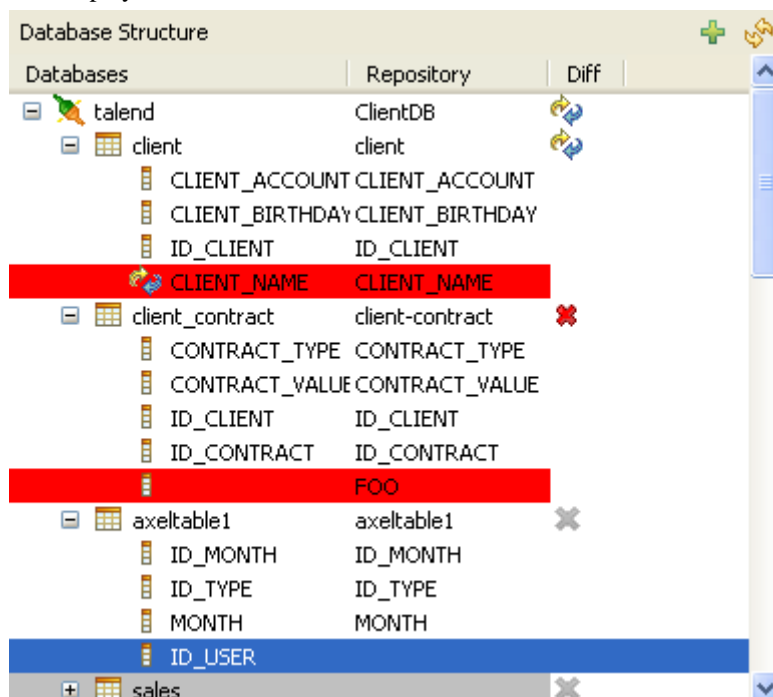 Database Structure
Databases Repository Diff
talend ClientDB
client client
CLIENT_ACCOUNT CLIENT_ACCOUNT
CLIENT_BIRTHDAY CLIENT_BIRTHDAY
ID_CLIENT ID_CLIENT
CLIENT_NAME CLIENT_NAME
client_contract client-contract
CONTRACT_TYPE CONTRACT_TYPE
CONTRACT_VALUE CONTRACT_VALUE
ID_CLIENT ID_CLIENT
ID_CONTRACT ID_CONTRACT
FOO
axeltable1 axeltable1
ID_MONTH ID_MONTH
ID_TYPE ID_TYPE
MONTH MONTH
ID_USER
sales